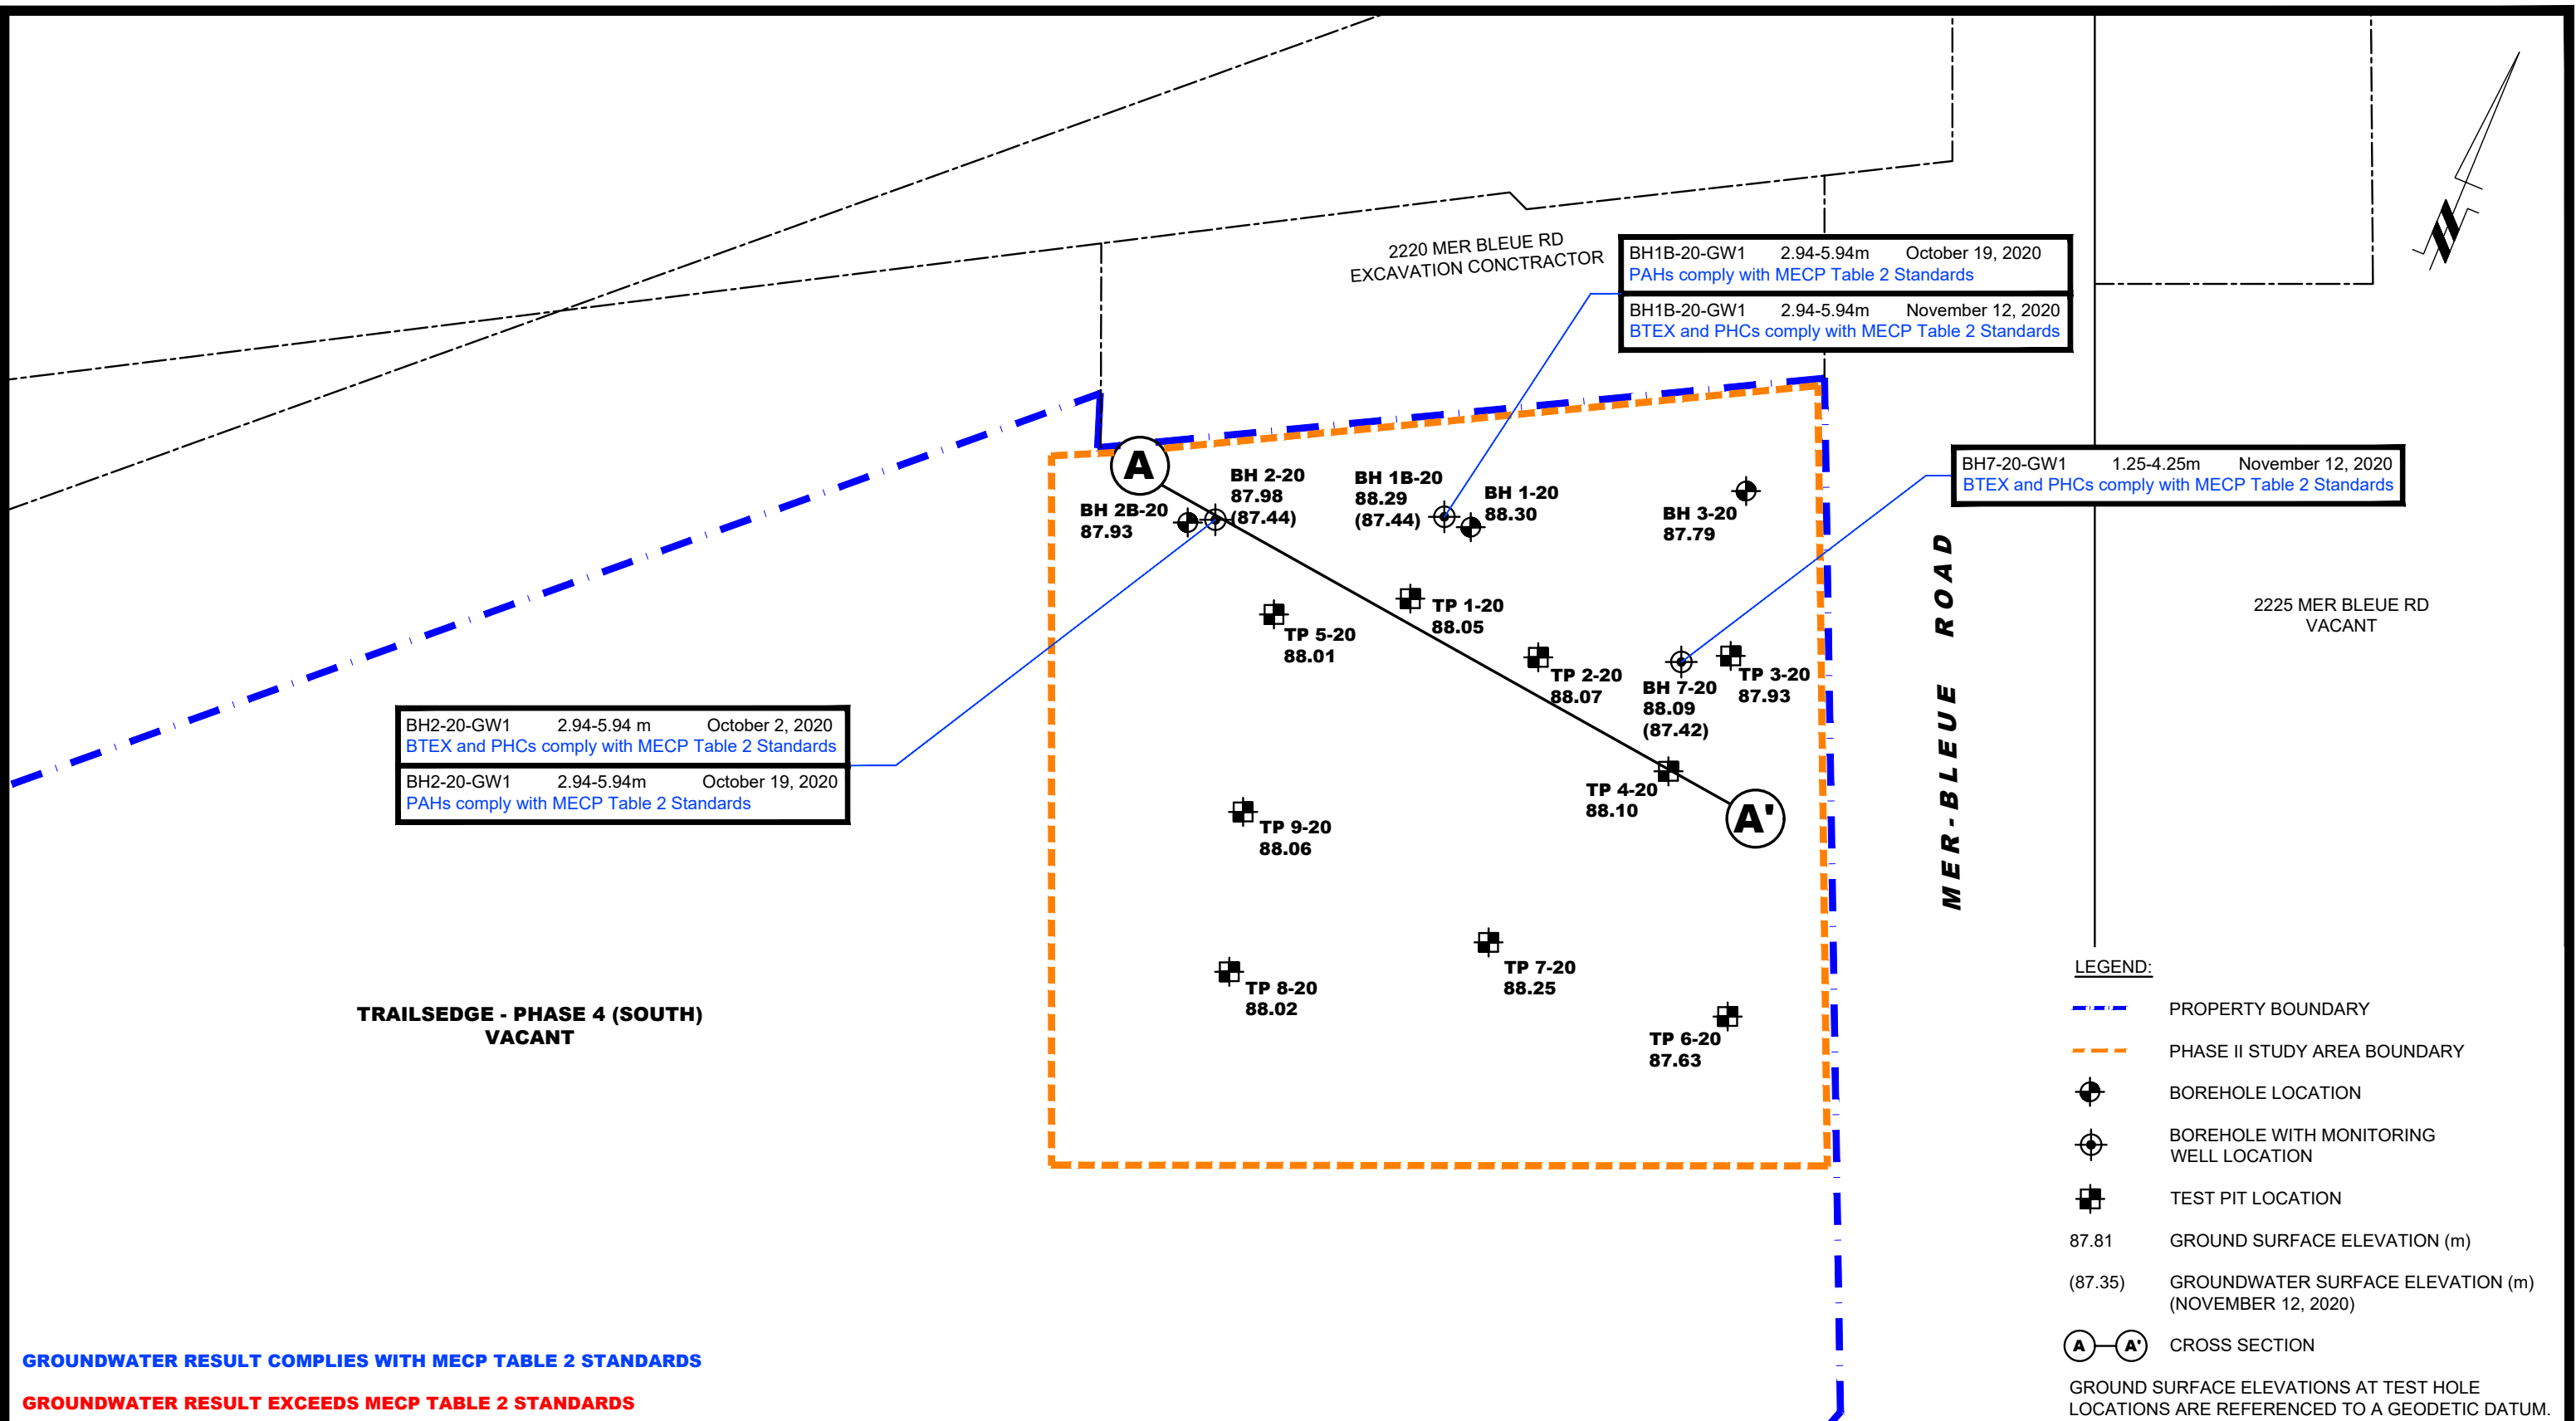 2220 MER BLEUE RD
EXCAVATION CONCTRACTOR
BH1B-20-GW1 2.94-5.94m October 19, 2020
PAHs comply with MECP Table 2 Standards
BH1B-20-GW1 2.94-5.94m November 12, 2020
BTEX and PHCs comply with MECP Table 2 Standards
BH7-20-GW1 1.25-4.25m November 12, 2020
BTEX and PHCs comply with MECP Table 2 Standards
A
BH 2B-20
87.93
BH 2-20
87.98
(87.44)
BH 1B-20
88.29
(87.44)
BH 1-20
88.30
BH 3-20
87.79
TP 5-20
88.01
TP 1-20
88.05
TP 2-20
88.07
BH 7-20
88.09
(87.42)
TP 3-20
87.93
TP 4-20
88.10
A'
MER-BLEUE ROAD
2225 MER BLEUE RD
VACANT
BH2-20-GW1 2.94-5.94 m October 2, 2020
BTEX and PHCs comply with MECP Table 2 Standards
BH2-20-GW1 2.94-5.94m October 19, 2020
PAHs comply with MECP Table 2 Standards
TP 9-20
88.06
TP 8-20
88.02
TP 7-20
88.25
TP 6-20
87.63
TRAILSEDGE - PHASE 4 (SOUTH)
VACANT
LEGEND:
PROPERTY BOUNDARY
PHASE II STUDY AREA BOUNDARY
BOREHOLE LOCATION
BOREHOLE WITH MONITORING
WELL LOCATION
TEST PIT LOCATION
87.81 GROUND SURFACE ELEVATION (m)
(87.35) GROUNDWATER SURFACE ELEVATION (m)
(NOVEMBER 12, 2020)
A A' CROSS SECTION
GROUND SURFACE ELEVATIONS AT TEST HOLE
LOCATIONS ARE REFERENCED TO A GEODETIC DATUM.
GROUNDWATER RESULT COMPLIES WITH MECP TABLE 2 STANDARDS
GROUNDWATER RESULT EXCEEDS MECP TABLE 2 STANDARDS